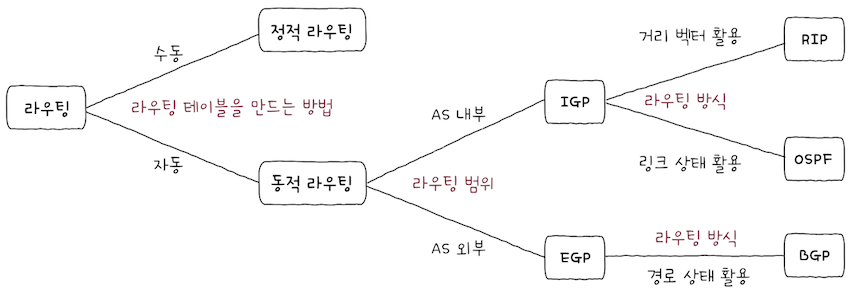 정적 라우팅
수동
라우팅
라우팅 테이블을 만드는 방법
자동
동적 라우팅
AS 내부
라우팅 범위
AS 외부
IGP
거리 벡터 활용
RIP
라우팅 방식
링크 상태 활용
OSPF
EGP
라우팅 방식
경로 상태 활용
BGP